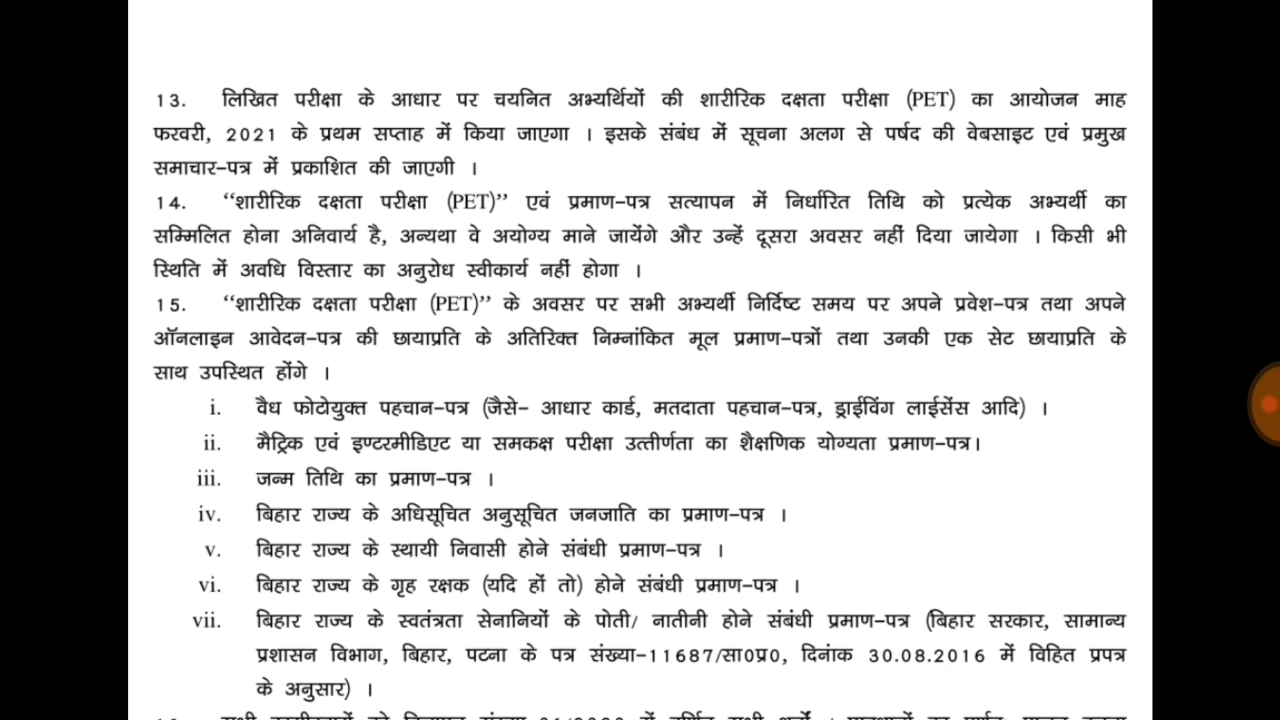 13. लिखित परीक्षा के आधार पर चयनित अभ्यर्थियों की शारीरिक दक्षता परीक्षा (PET) का आयोजन माह
फरवरी, 2021 के प्रथम सप्ताह में किया जाएगा । इसके संबंध में सूचना अलग से पर्षद की वेबसाइट एवं प्रमुख
समाचार-पत्र में प्रकाशित की जाएगी ।
14. “शारीरिक दक्षता परीक्षा (PET)” एवं प्रमाण-पत्र सत्यापन में निर्धारित तिथि को प्रत्येक अभ्यर्थी का
सम्मिलित होना अनिवार्य है, अन्यथा वे अयोग्य माने जायेंगे और उन्हें दूसरा अवसर नहीं दिया जायेगा । किसी भी
स्थिति में अवधि विस्तार का अनुरोध स्वीकार्य नहीं होगा ।
15. “शारीरिक दक्षता परीक्षा (PET)” के अवसर पर सभी अभ्यर्थी निर्दिष्ट समय पर अपने प्रवेश-पत्र तथा अपने
ऑनलाइन आवेदन-पत्र की छायाप्रति के अतिरिक्त निम्नांकित मूल प्रमाण-पत्रों तथा उनकी एक सेट छायाप्रति के
साथ उपस्थित होंगे ।
i. वैध फोटोयुक्त पहचान-पत्र (जैसे- आधार कार्ड, मतदाता पहचान-पत्र, ड्राईविंग लाईसेंस आदि) ।
ii. मैट्रिक एवं इण्टरमीडिएट या समकक्ष परीक्षा उत्तीर्णता का शैक्षणिक योग्यता प्रमाण-पत्र।
iii. जन्म तिथि का प्रमाण-पत्र ।
iv. बिहार राज्य के अधिसूचित अनुसूचित जनजाति का प्रमाण-पत्र ।
v. बिहार राज्य के स्थायी निवासी होने संबंधी प्रमाण-पत्र ।
vi. बिहार राज्य के गृह रक्षक (यदि हों तो) होने संबंधी प्रमाण-पत्र ।
vii. बिहार राज्य के स्वतंत्रता सेनानियों के पोती/ नातीनी होने संबंधी प्रमाण-पत्र (बिहार सरकार, सामान्य
प्रशासन विभाग, बिहार, पटना के पत्र संख्या-11687/सा0प्र0, दिनांक 30.08.2016 में विहित प्रपत्र
के अनुसार) ।